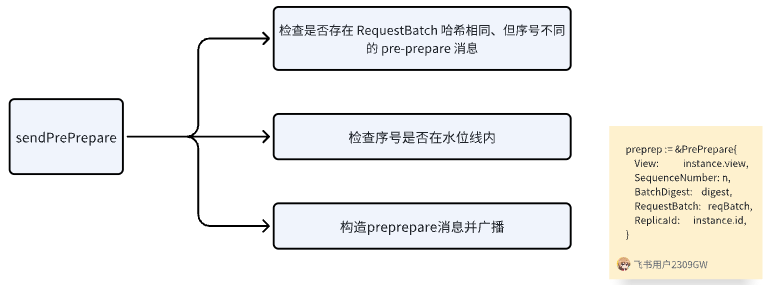 检查是否存在 RequestBatch 哈希相同、但序号不同
的 pre-prepare 消息
sendPrePrepare
检查序号是否在水位线内
构造preprepare消息并广播
preprep := &PrePrepare{
View: instance.view,
SequenceNumber: n,
BatchDigest: digest,
RequestBatch: reqBatch,
ReplicaId: instance.id,
}
飞书用户2309GW